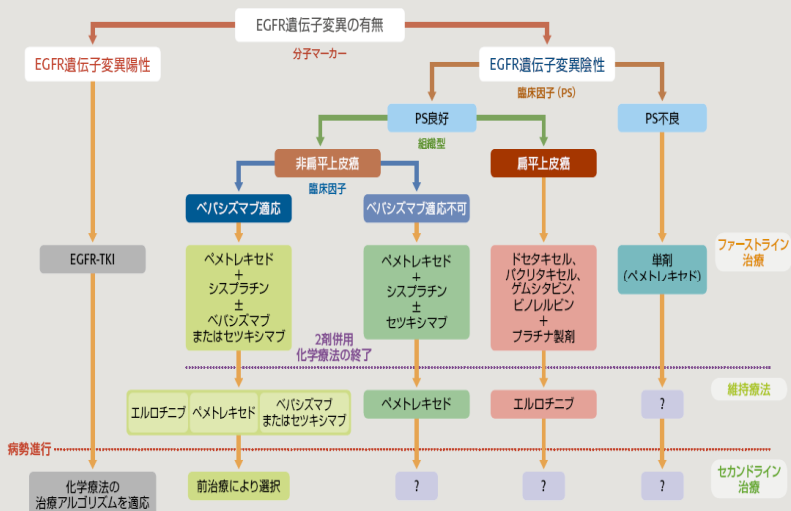 EGFR遺伝子変異の有無
分子マーカー
EGFR遺伝子変異陽性
EGFR遺伝子変異陰性
臨床因子(PS)
PS良好
PS不良
組織型
非扁平上皮癌
扁平上皮癌
臨床因子
ベバシズマブ適応
ベバシズマブ適応不可
ファーストライン
治療
EGFR-TKI
ペメトレキセド
+
シスプラチン
±
ベバシズマブ
またはセツキシマブ
ペメトレキセド
+
シスプラチン
±
セツキシマブ
ドセタキセル、
パクリタキセル、
ゲムシタビン、
ビノレルビン
+
プラチナ製剤
単剤
(ペメトレキヤド)
2剤併用
化学療法の終了
維持療法
エルロチニブ
ペメトレキセド
ベバシズマブ
またはセツキシマブ
ペメトレキセド
エルロチニブ
?
病勢進行
セカンドライン
治療
化学療法の
治療アルゴリズムを適応
前治療により選択
?
?
?